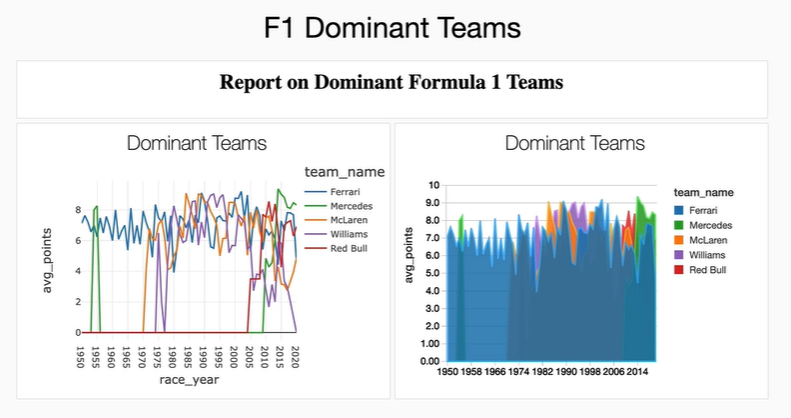 F1 Dominant Teams
Report on Dominant Formula 1 Teams
Dominant Teams
team_name
Ferrari
Mercedes
McLaren
Williams
Red Bull
avg_points
8
6
4
2
0
1950 1955 1960 1965 1970 1975 1980 1985 1990 1995 2000 2005 2010 2015 2020
race_year
Dominant Teams
team_name
Ferrari
Mercedes
McLaren
Williams
Red Bull
avg_points
10
9.0
8.0
7.0
6.0
5.0
4.0
3.0
2.0
1.0
0.00
1950 1958 1966 1974 1982 1990 1998 2006 2014